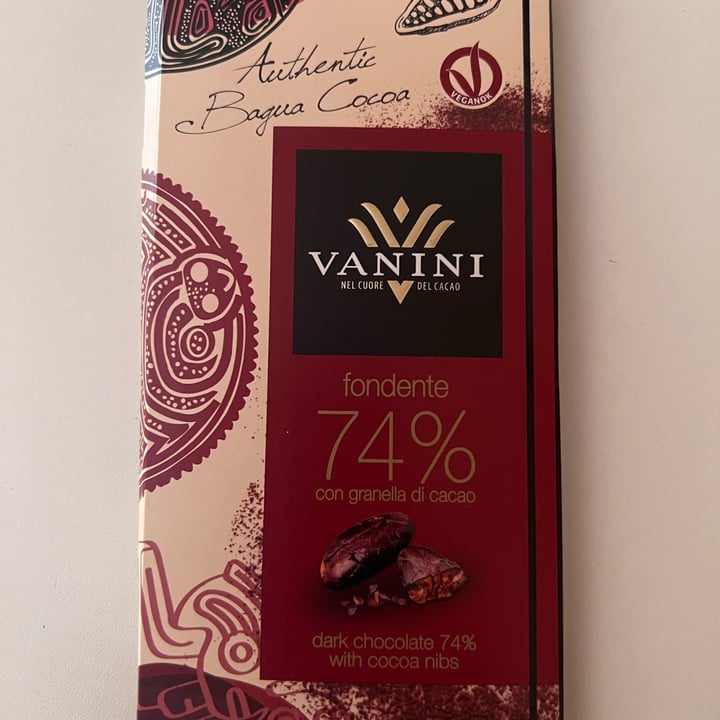 Authentic
Bagua Cocoa
VEGANOK
VANINI
NEL CUORE DEL CACAO
fondente
74%
con granella di cacao
dark chocolate 74%
with cocoa nibs